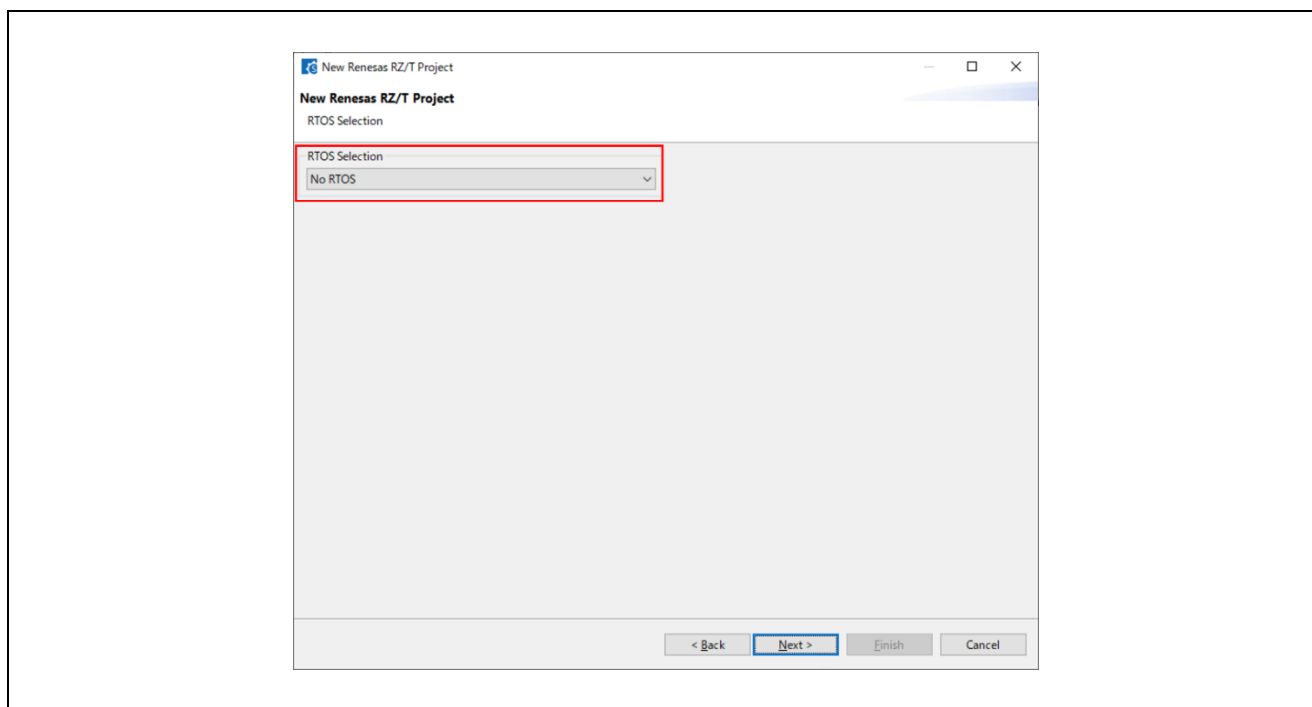 New Renesas RZ/T Project
New Renesas RZ/T Project
RTOS Selection
RTOS Selection
No RTOS
< Back Next > Finish Cancel